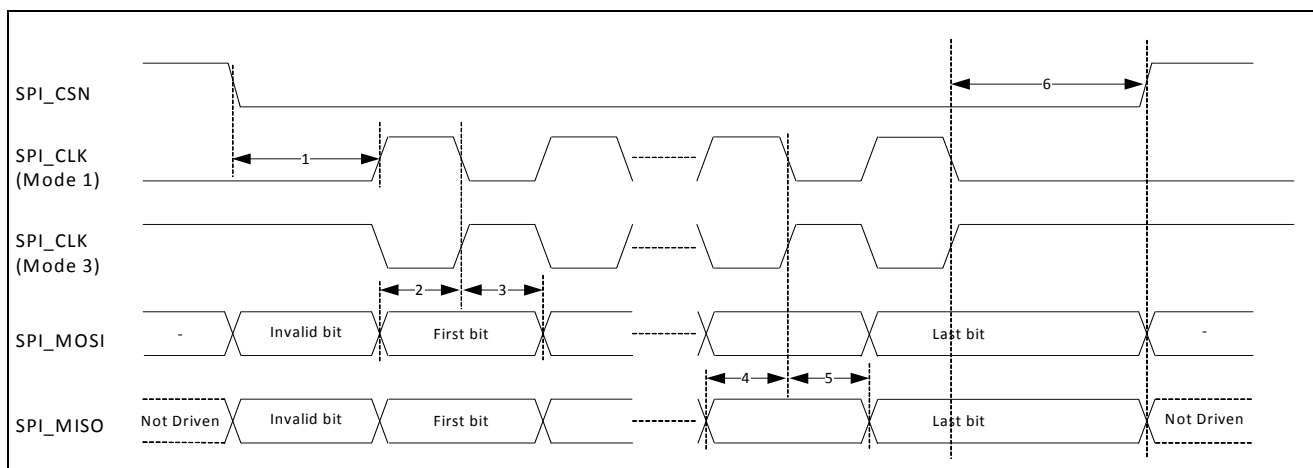 SPI_CSN
6
SPI_CLK
(Mode 1)
1
SPI_CLK
(Mode 3)
2
3
SPI_MOSI
-
Invalid bit
First bit
Last bit
-
4
5
SPI_MISO
Not Driven
Invalid bit
First bit
Last bit
Not Driven